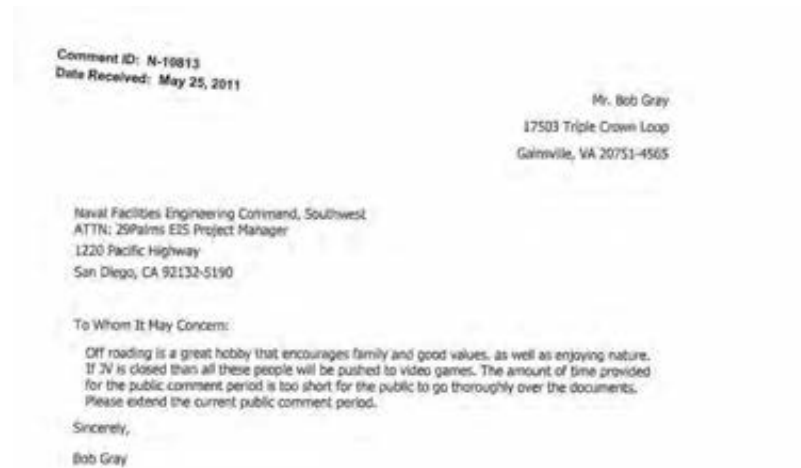 Comment ID: N-10813
Date Received: May 25, 2011
Mr. Bob Gray
17503 Triple Crown Loop
Gainsville, VA 20751-4565
Naval Facilities Engineering Command, Southwest
ATTN: 29Palms EIS Project Manager
1220 Pacific Highway
San Diego, CA 92132-5190
To Whom It May Concern:
Off roading is a great hobby that encourages family and good values, as well as enjoying nature.
If JV is closed than all these people will be pushed to video games. The amount of time provided
for the public comment period is too short for the public to go thoroughly over the documents.
Please extend the current public comment period.
Sincerely,
Bob Gray